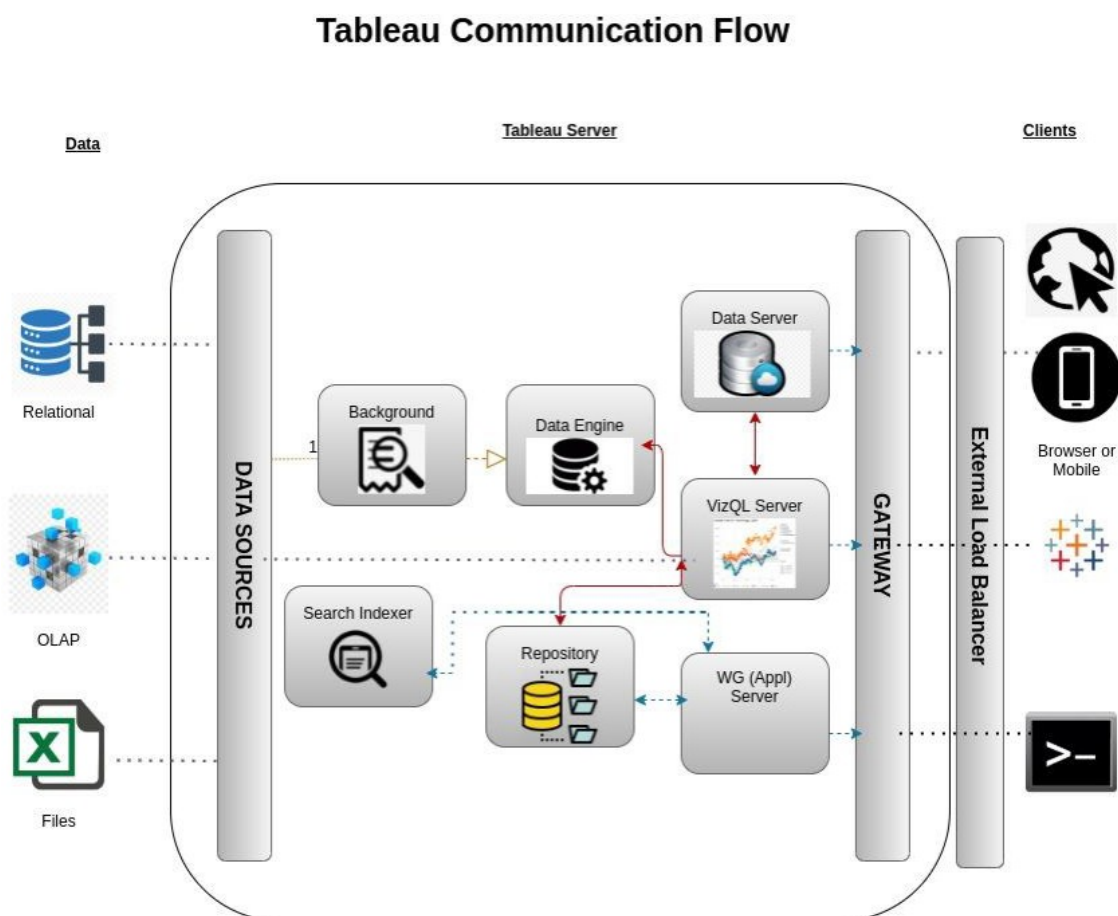 Tableau Communication Flow
Data
Tableau Server
Clients
Relational
OLAP
Files
DATA SOURCES
1
Background
Data Engine
Data Server
VizQL Server
Search Indexer
Repository
WG (Appl)
Server
GATEWAY
External Load Balancer
Browser or
Mobile
>-